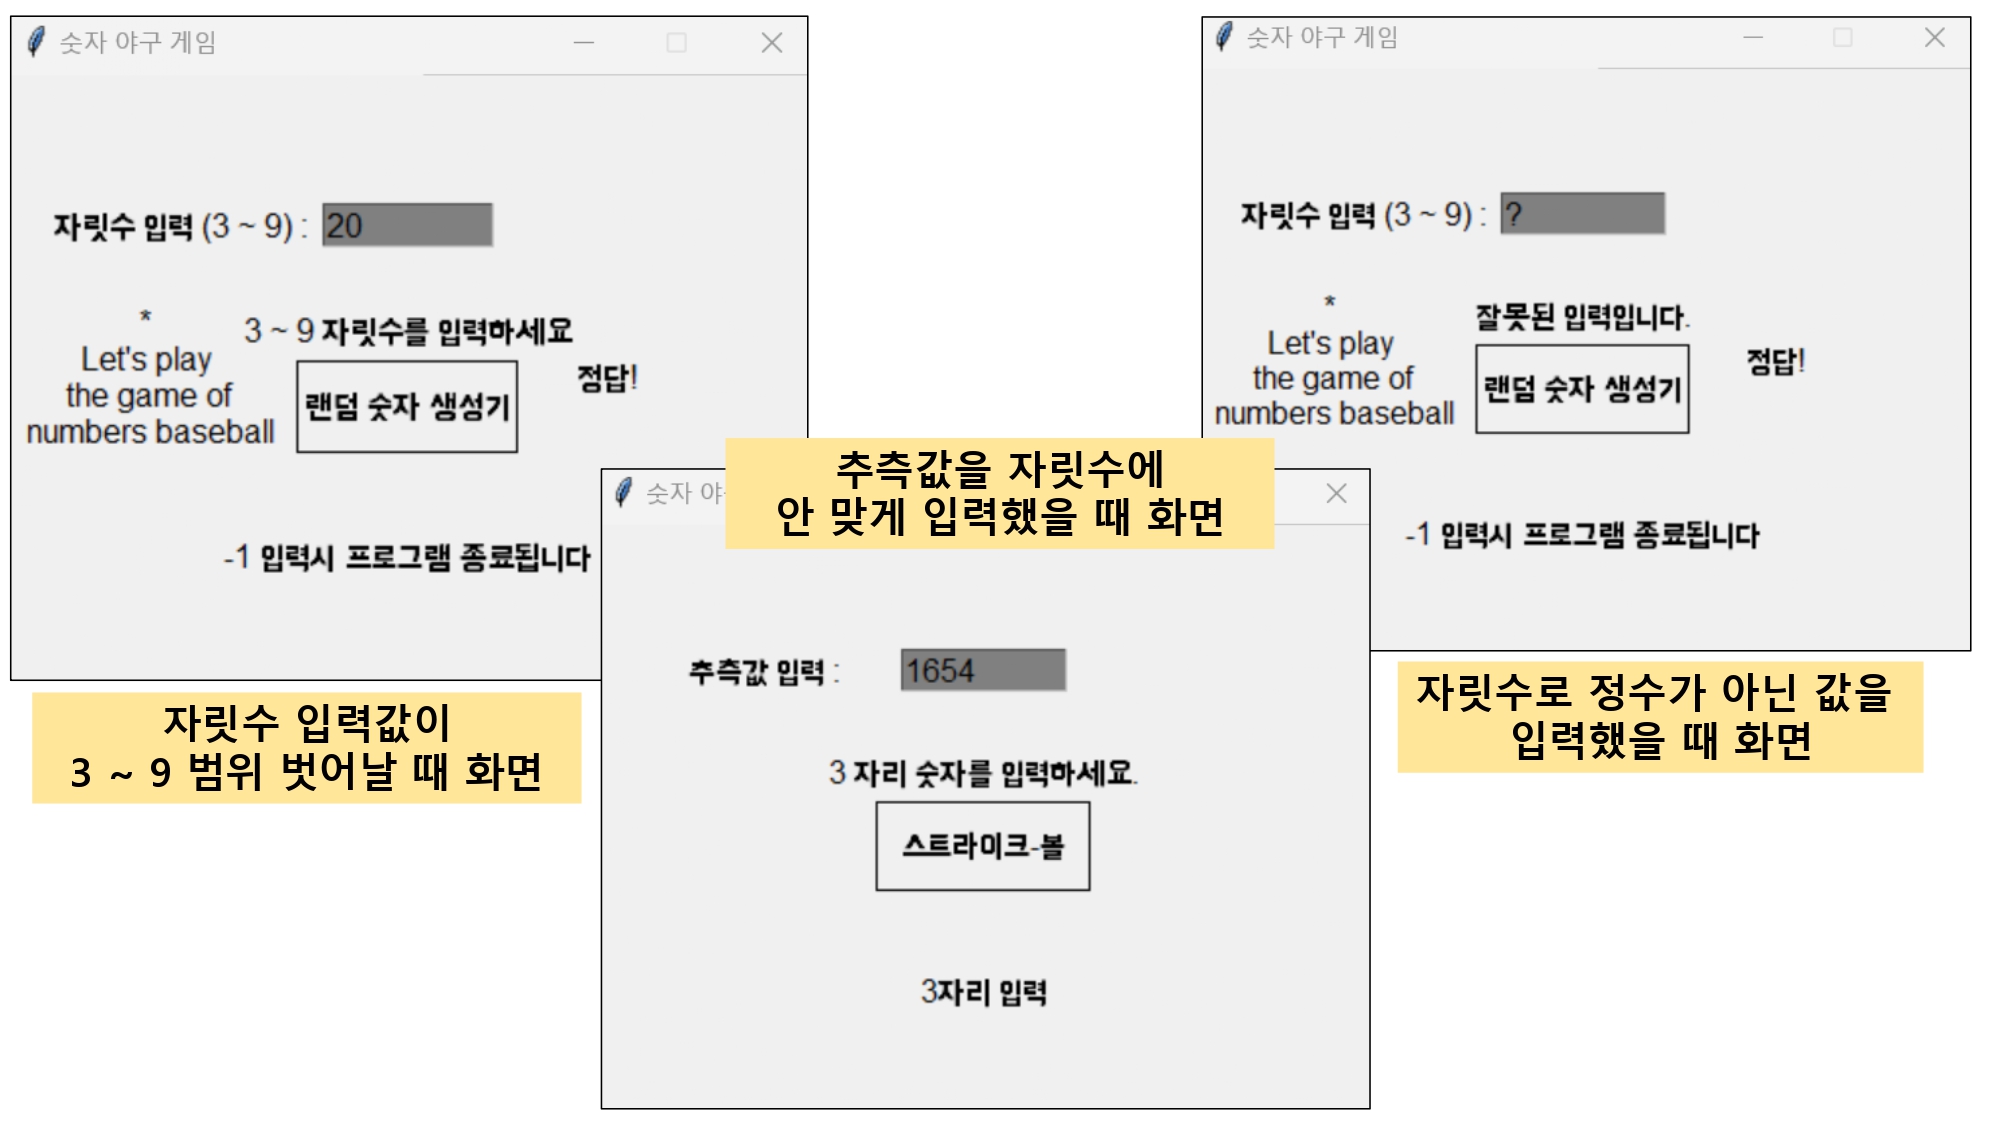 숫자 야구 게임
자릿수 입력 (3 ~ 9) : 20
*
Let's play
the game of
numbers baseball
3 ~ 9 자릿수를 입력하세요
랜덤 숫자 생성기
정답!
-1 입력시 프로그램 종료됩니다
자릿수 입력값이
3 ~ 9 범위 벗어날 때 화면
추측값을 자릿수에
안 맞게 입력했을 때 화면
숫자 야
추측값 입력 : 1654
3 자리 숫자를 입력하세요.
스트라이크-볼
3자리 입력
숫자 야구 게임
자릿수 입력 (3 ~ 9) : ?
*
Let's play
the game of
numbers baseball
잘못된 입력입니다.
랜덤 숫자 생성기
정답!
-1 입력시 프로그램 종료됩니다
자릿수로 정수가 아닌 값을
입력했을 때 화면